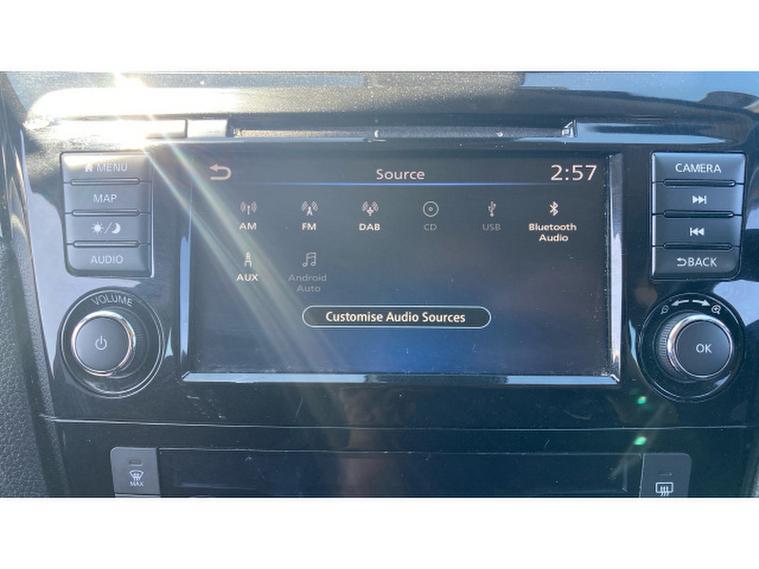 MENU
MAP
AUDIO
VOLUME
Source
2:57
AM FM DAB CD USB Bluetooth
Audio
AUX Android
Auto
Customise Audio Sources
CAMERA
BACK
OK
MAX